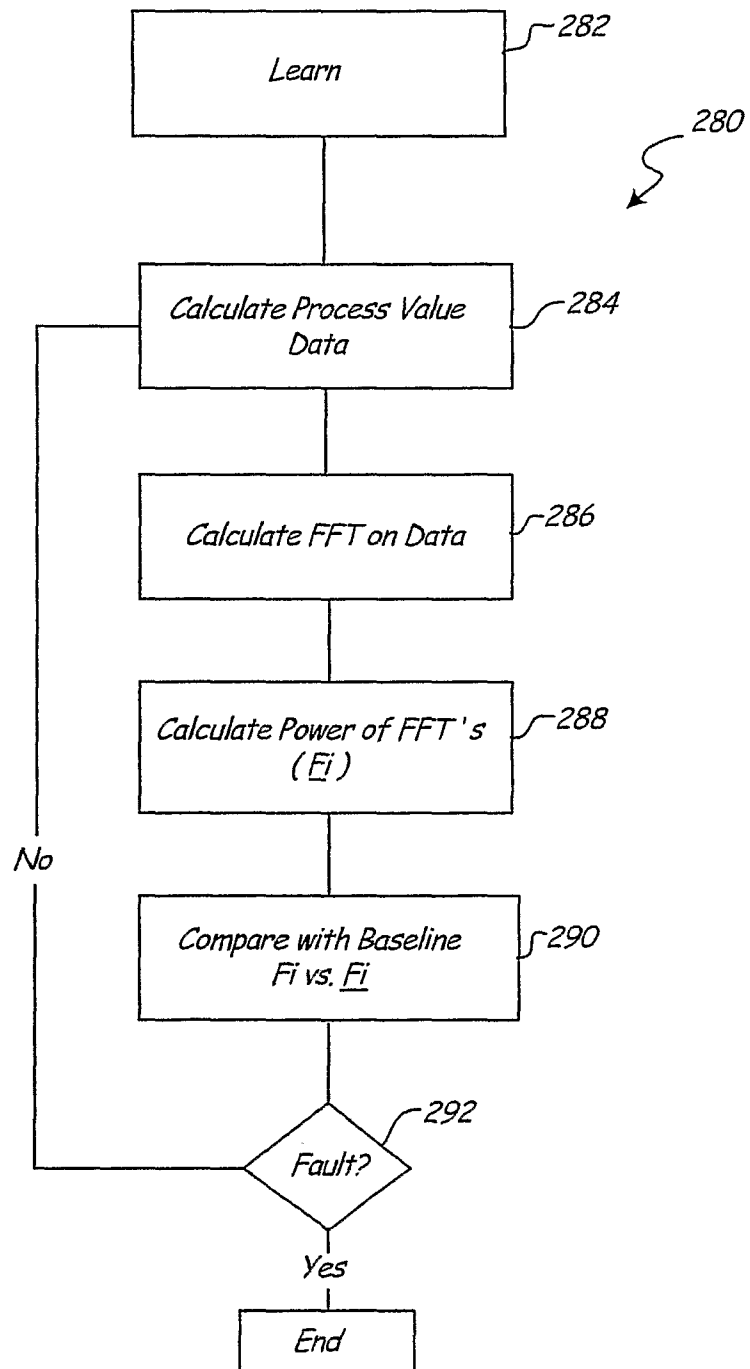 Learn
282
280
Calculate Process Value
Data
284
Calculate FFT on Data
286
Calculate Power of FFT's
(Fi)
288
No
Compare with Baseline
Fi vs. Fi
290
292
Fault?
Yes
End